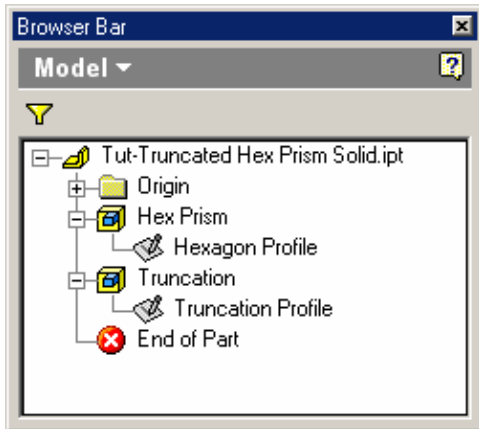 Browser Bar
Model
Tut-Truncated Hex Prism Solid.ipt
Origin
Hex Prism
Hexagon Profile
Truncation
Truncation Profile
End of Part